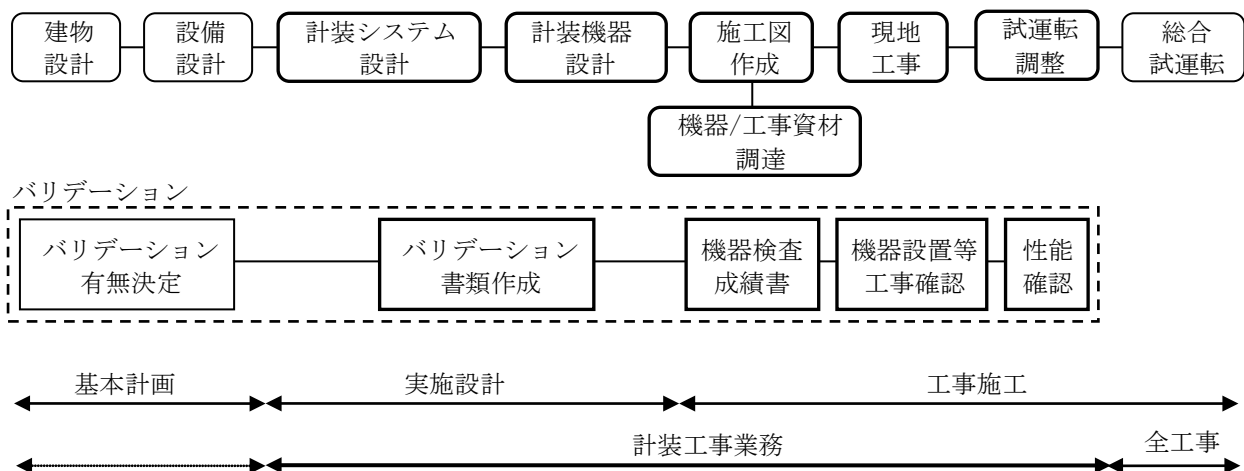 建物
設計
設備
設計
計装システム
設計
計装機器
設計
施工図
作成
現地
工事
試運転
調整
総合
試運転
機器/工事資材
調達
バリデーション
バリデーション
有無決定
バリデーション
書類作成
機器検査
成績書
機器設置等
工事確認
性能
確認
基本計画
実施設計
工事施工
計装工事業務
全工事